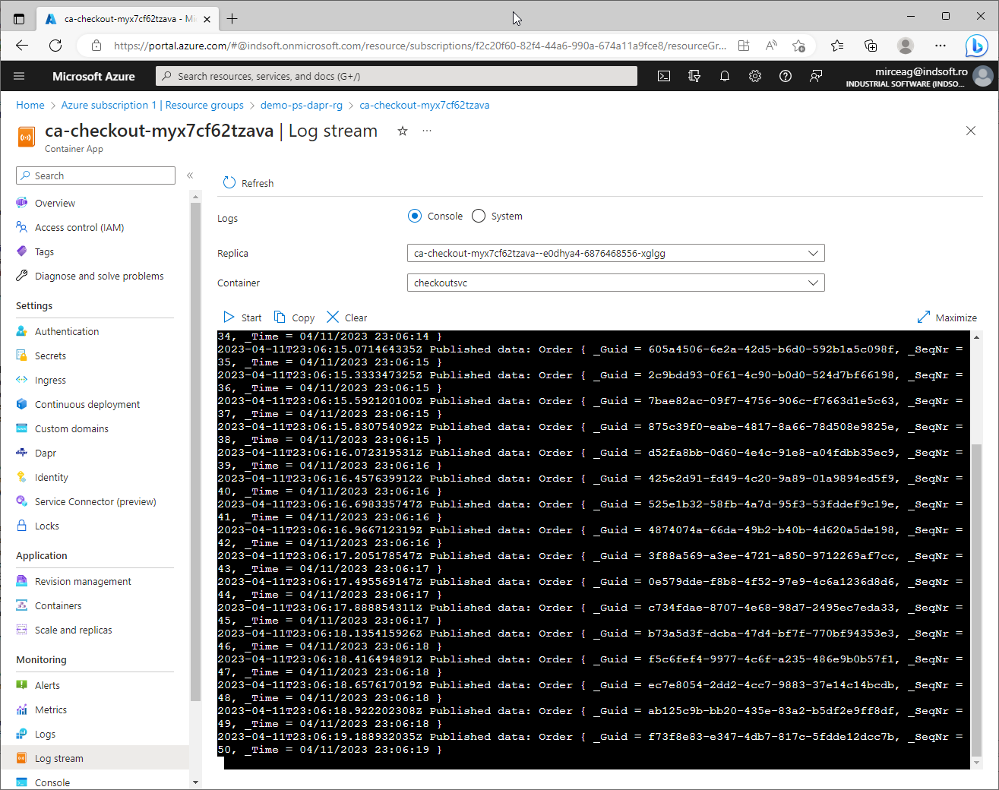 ca-checkout-myx7cf62tzava - Mi
https://portal.azure.com/#@indsoft.onmicrosoft.com/resource/subscriptions/f2c20f60-82f4-44a6-990a-674a11a9fce8/resourceGr...
Microsoft Azure
Search resources, services, and docs (G+/)
mirceag@indsoft.ro
INDUSTRIAL SOFTWARE (INDSO...
Home > Azure subscription 1 | Resource groups > demo-ps-dapr-rg > ca-checkout-myx7cf62tzava
ca-checkout-myx7cf62tzava | Log stream
Container App
Search
Overview
Access control (IAM)
Tags
Diagnose and solve problems
Settings
Authentication
Secrets
Ingress
Continuous deployment
Custom domains
Dapr
Identity
Service Connector (preview)
Locks
Application
Revision management
Containers
Scale and replicas
Monitoring
Alerts
Metrics
Logs
Log stream
Console
Refresh
Logs Console System
Replica ca-checkout-myx7cf62tzava--e0dhya4-6876468556-xglgg
Container checkoutsvc
Start Copy Clear Maximize
34, _Time = 04/11/2023 23:06:14 }
2023-04-11T23:06:15.071464335Z Published data: Order { _Guid = 605a4506-6e2a-42d5-b6d0-592b1a5c098f, _SeqNr =
35, _Time = 04/11/2023 23:06:15 }
2023-04-11T23:06:15.333347325Z Published data: Order { _Guid = 2c9bdd93-0f61-4c90-b0d0-524d7bf66198, _SeqNr =
36, _Time = 04/11/2023 23:06:15 }
2023-04-11T23:06:15.592120100Z Published data: Order { _Guid = 7bae82ac-09f7-4756-906c-f7663d1e5c63, _SeqNr =
37, _Time = 04/11/2023 23:06:15 }
2023-04-11T23:06:15.830754092Z Published data: Order { _Guid = 875c39f0-eabe-4817-8a66-78d508e9825e, _SeqNr =
38, _Time = 04/11/2023 23:06:15 }
2023-04-11T23:06:16.072319531Z Published data: Order { _Guid = d52fa8bb-0d60-4e4c-91e8-a04fdbb35ec9, _SeqNr =
39, _Time = 04/11/2023 23:06:16 }
2023-04-11T23:06:16.457639912Z Published data: Order { _Guid = 425e2d91-fd49-4c20-9a89-01a9894ed5f9, _SeqNr =
40, _Time = 04/11/2023 23:06:16 }
2023-04-11T23:06:16.698335747Z Published data: Order { _Guid = 525e1b32-58fb-4a7d-95f3-53fddef9c19e, _SeqNr =
41, _Time = 04/11/2023 23:06:16 }
2023-04-11T23:06:16.966712319Z Published data: Order { _Guid = 4874074a-66da-49b2-b40b-4d620a5de198, _SeqNr =
42, _Time = 04/11/2023 23:06:16 }
2023-04-11T23:06:17.205178547Z Published data: Order { _Guid = 3f88a569-a3ee-4721-a850-9712269af7cc, _SeqNr =
43, _Time = 04/11/2023 23:06:17 }
2023-04-11T23:06:17.495569147Z Published data: Order { _Guid = 0e579dde-f8b8-4f52-97e9-4c6a1236d8d6, _SeqNr =
44, _Time = 04/11/2023 23:06:17 }
2023-04-11T23:06:17.888854311Z Published data: Order { _Guid = c734fdae-8707-4e68-98d7-2495ec7eda33, _SeqNr =
45, _Time = 04/11/2023 23:06:17 }
2023-04-11T23:06:18.135415926Z Published data: Order { _Guid = b73a5d3f-dcba-47d4-bf7f-770bf94353e3, _SeqNr =
46, _Time = 04/11/2023 23:06:18 }
2023-04-11T23:06:18.416494891Z Published data: Order { _Guid = f5c6fef4-9977-4c6f-a235-486e9b0b57f1, _SeqNr =
47, _Time = 04/11/2023 23:06:18 }
2023-04-11T23:06:18.657617019Z Published data: Order { _Guid = ec7e8054-2dd2-4cc7-9883-37e14c14bcdb, _SeqNr =
48, _Time = 04/11/2023 23:06:18 }
2023-04-11T23:06:18.922202308Z Published data: Order { _Guid = ab125c9b-bb20-435e-83a2-b5df2e9ff8df, _SeqNr =
49, _Time = 04/11/2023 23:06:18 }
2023-04-11T23:06:19.188932035Z Published data: Order { _Guid = f73f8e83-e347-4db7-817c-5fdde12dcc7b, _SeqNr =
50, _Time = 04/11/2023 23:06:19 }